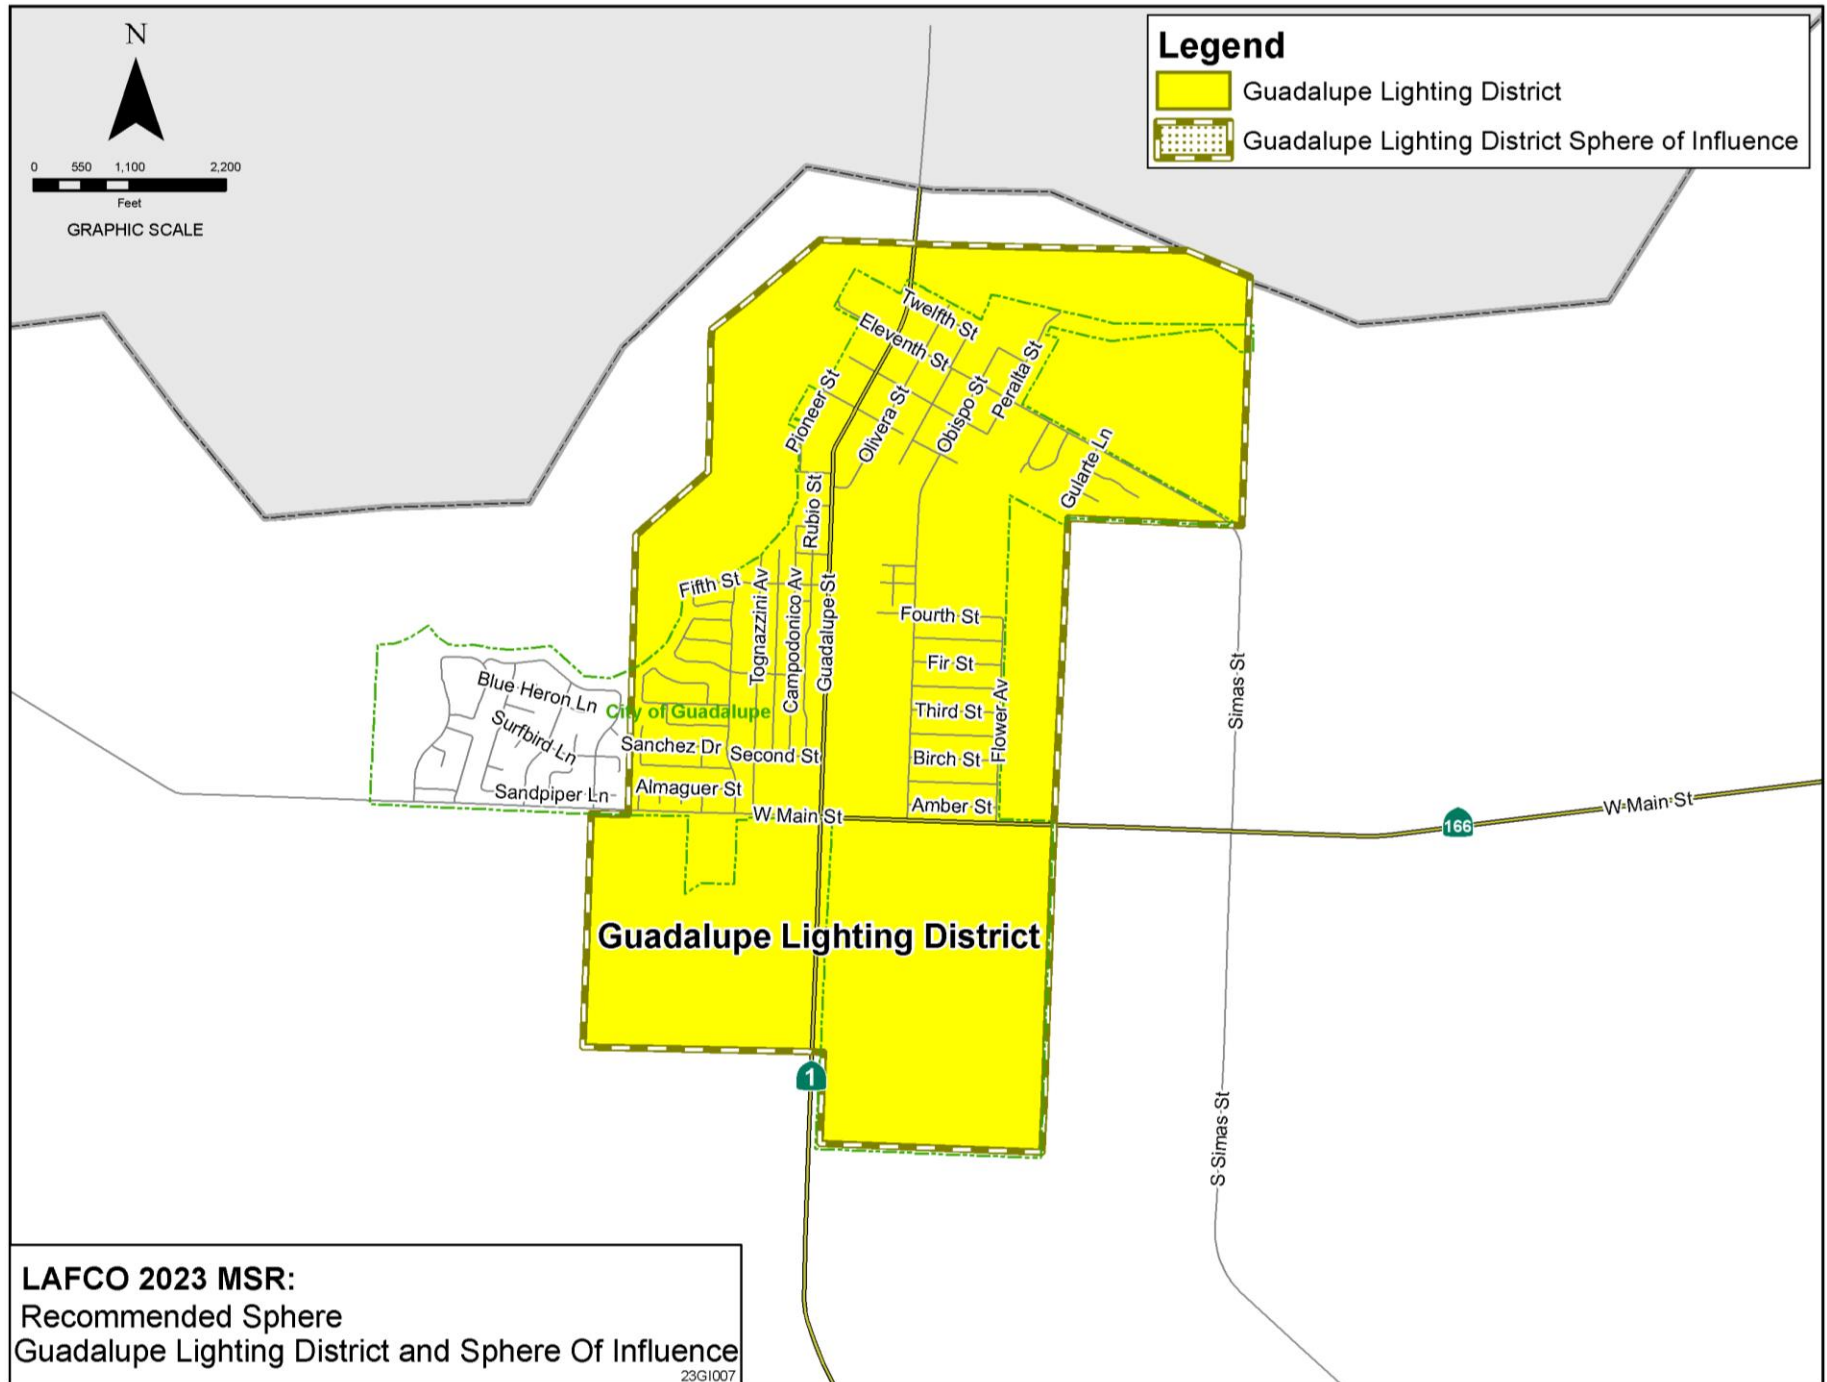 N
0 550 1,100 2,200
Feet
GRAPHIC SCALE
Legend
Guadalupe Lighting District
Guadalupe Lighting District Sphere of Influence
Twelfth St
Eleventh St
Peralta St
Pioneer St
Olivera St
Obispo St
Gularte Ln
Rubio St
Fifth St
Tognazzini Av
Campodonico Av
Guadalupe St
Fourth St
Fir St
Simas St
Blue Heron Ln
City of Guadalupe
Third St
Flower Av
Surfbird Ln
Sanchez Dr
Second St
Birch St
Sandpiper Ln
Almaguer St
Amber St
W Main St
166
W Main St
Guadalupe Lighting District
1
S Simas St
LAFCO 2023 MSR:
Recommended Sphere
Guadalupe Lighting District and Sphere Of Influence
23GI007